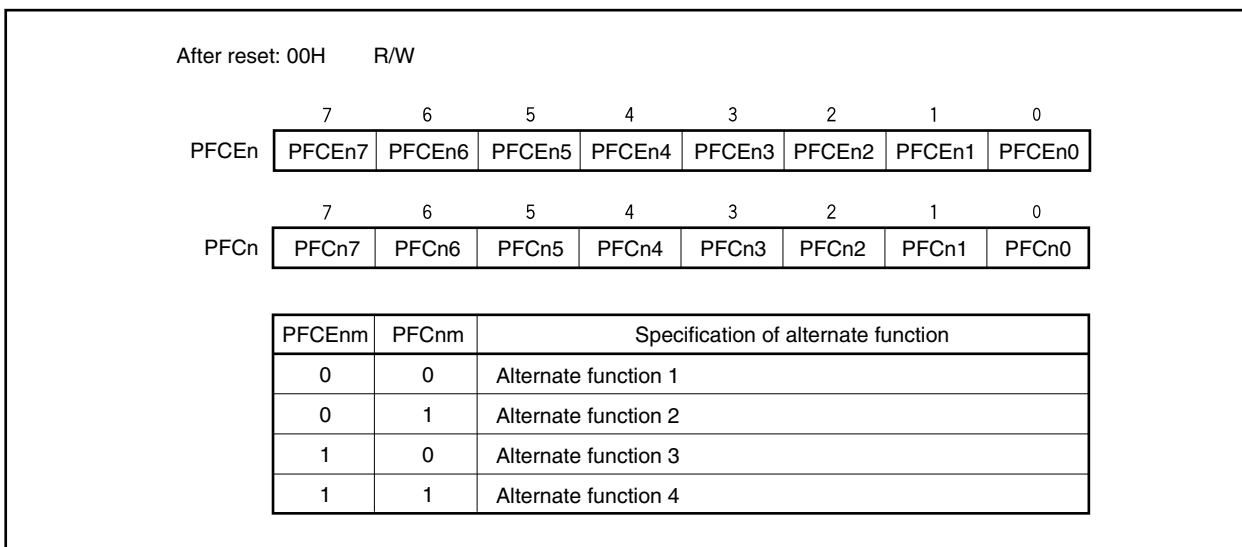 After reset: 00H R/W
7 6 5 4 3 2 1 0
PFCEn PFCEn7 PFCEn6 PFCEn5 PFCEn4 PFCEn3 PFCEn2 PFCEn1 PFCEn0
7 6 5 4 3 2 1 0
PFCn PFCn7 PFCn6 PFCn5 PFCn4 PFCn3 PFCn2 PFCn1 PFCn0
PFCEnm PFCnm Specification of alternate function
0 0 Alternate function 1
0 1 Alternate function 2
1 0 Alternate function 3
1 1 Alternate function 4